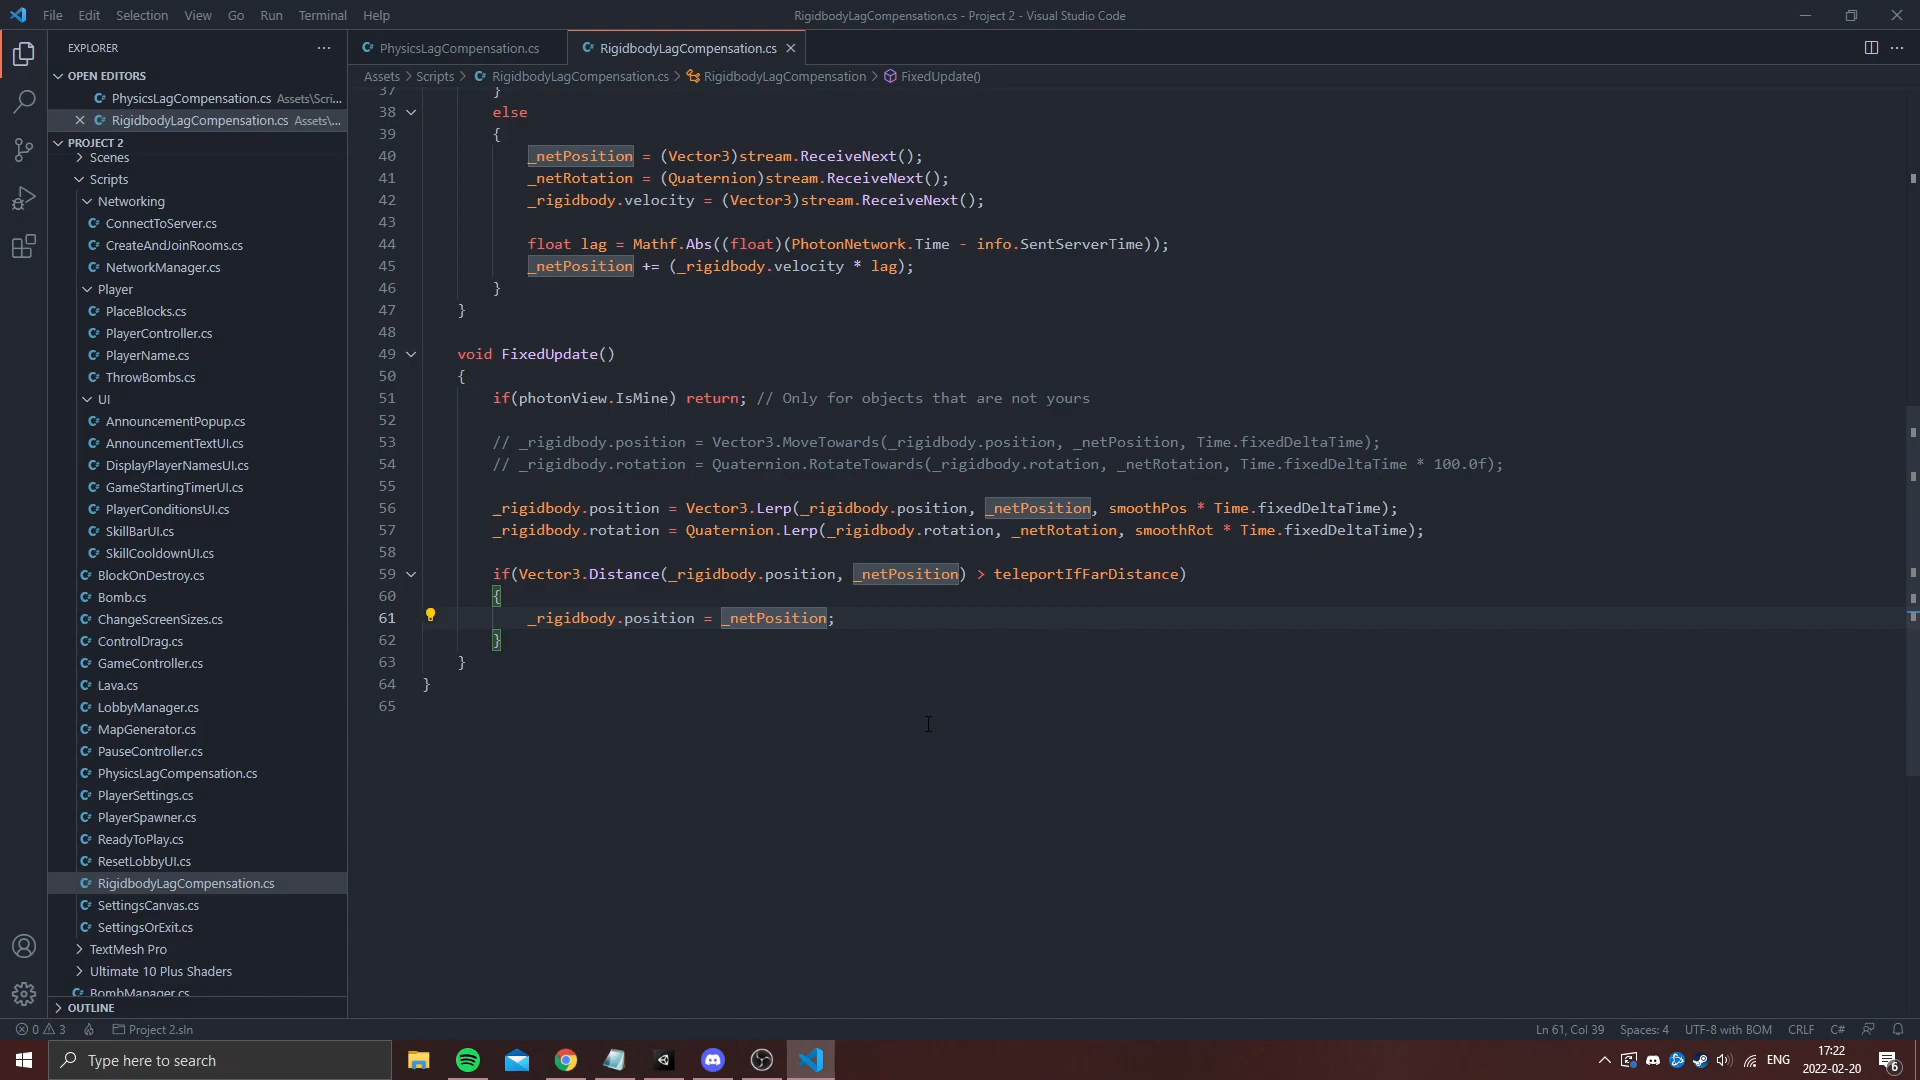 File Edit Selection View Go Run Terminal Help
RigidbodyLagCompensation.cs - Project 2 - Visual Studio Code
EXPLORER
OPEN EDITORS
PhysicsLagCompensation.cs Assets\Scri...
RigidbodyLagCompensation.cs Assets\...
PROJECT 2
Scenes
Scripts
Networking
ConnectToServer.cs
CreateAndJoinRooms.cs
NetworkManager.cs
Player
PlaceBlocks.cs
PlayerController.cs
PlayerName.cs
ThrowBombs.cs
UI
AnnouncementPopup.cs
AnnouncementTextUI.cs
DisplayPlayerNamesUI.cs
GameStartingTimerUI.cs
PlayerConditionsUI.cs
SkillBarUI.cs
SkillCooldownUI.cs
BlockOnDestroy.cs
Bomb.cs
ChangeScreenSizes.cs
ControlDrag.cs
GameController.cs
Lava.cs
LobbyManager.cs
MapGenerator.cs
PauseController.cs
PhysicsLagCompensation.cs
PlayerSettings.cs
PlayerSpawner.cs
ReadyToPlay.cs
ResetLobbyUI.cs
RigidbodyLagCompensation.cs
SettingsCanvas.cs
SettingsOrExit.cs
TextMesh Pro
Ultimate 10 Plus Shaders
BombManager.cs
OUTLINE
PhysicsLagCompensation.cs
RigidbodyLagCompensation.cs
Assets > Scripts > RigidbodyLagCompensation.cs > RigidbodyLagCompensation > FixedUpdate()
37 }
38 else
39 {
40 _netPosition = (Vector3)stream.ReceiveNext();
41 _netRotation = (Quaternion)stream.ReceiveNext();
42 _rigidbody.velocity = (Vector3)stream.ReceiveNext();
43
44 float lag = Mathf.Abs((float)(PhotonNetwork.Time - info.SentServerTime));
45 _netPosition += (_rigidbody.velocity * lag);
46 }
47 }
48
49 void FixedUpdate()
50 {
51 if(photonView.IsMine) return; // Only for objects that are not yours
52
53 // _rigidbody.position = Vector3.MoveTowards(_rigidbody.position, _netPosition, Time.fixedDeltaTime);
54 // _rigidbody.rotation = Quaternion.RotateTowards(_rigidbody.rotation, _netRotation, Time.fixedDeltaTime * 100.0f);
55
56 _rigidbody.position = Vector3.Lerp(_rigidbody.position, _netPosition, smoothPos * Time.fixedDeltaTime);
57 _rigidbody.rotation = Quaternion.Lerp(_rigidbody.rotation, _netRotation, smoothRot * Time.fixedDeltaTime);
58
59 if(Vector3.Distance(_rigidbody.position, _netPosition) > teleportIfFarDistance)
60 {
61 _rigidbody.position = _netPosition;
62 }
63 }
64 }
65
0 3 Project 2.sln
Ln 61, Col 39 Spaces: 4 UTF-8 with BOM CRLF C#
Type here to search
ENG
17:22
2022-02-20
6